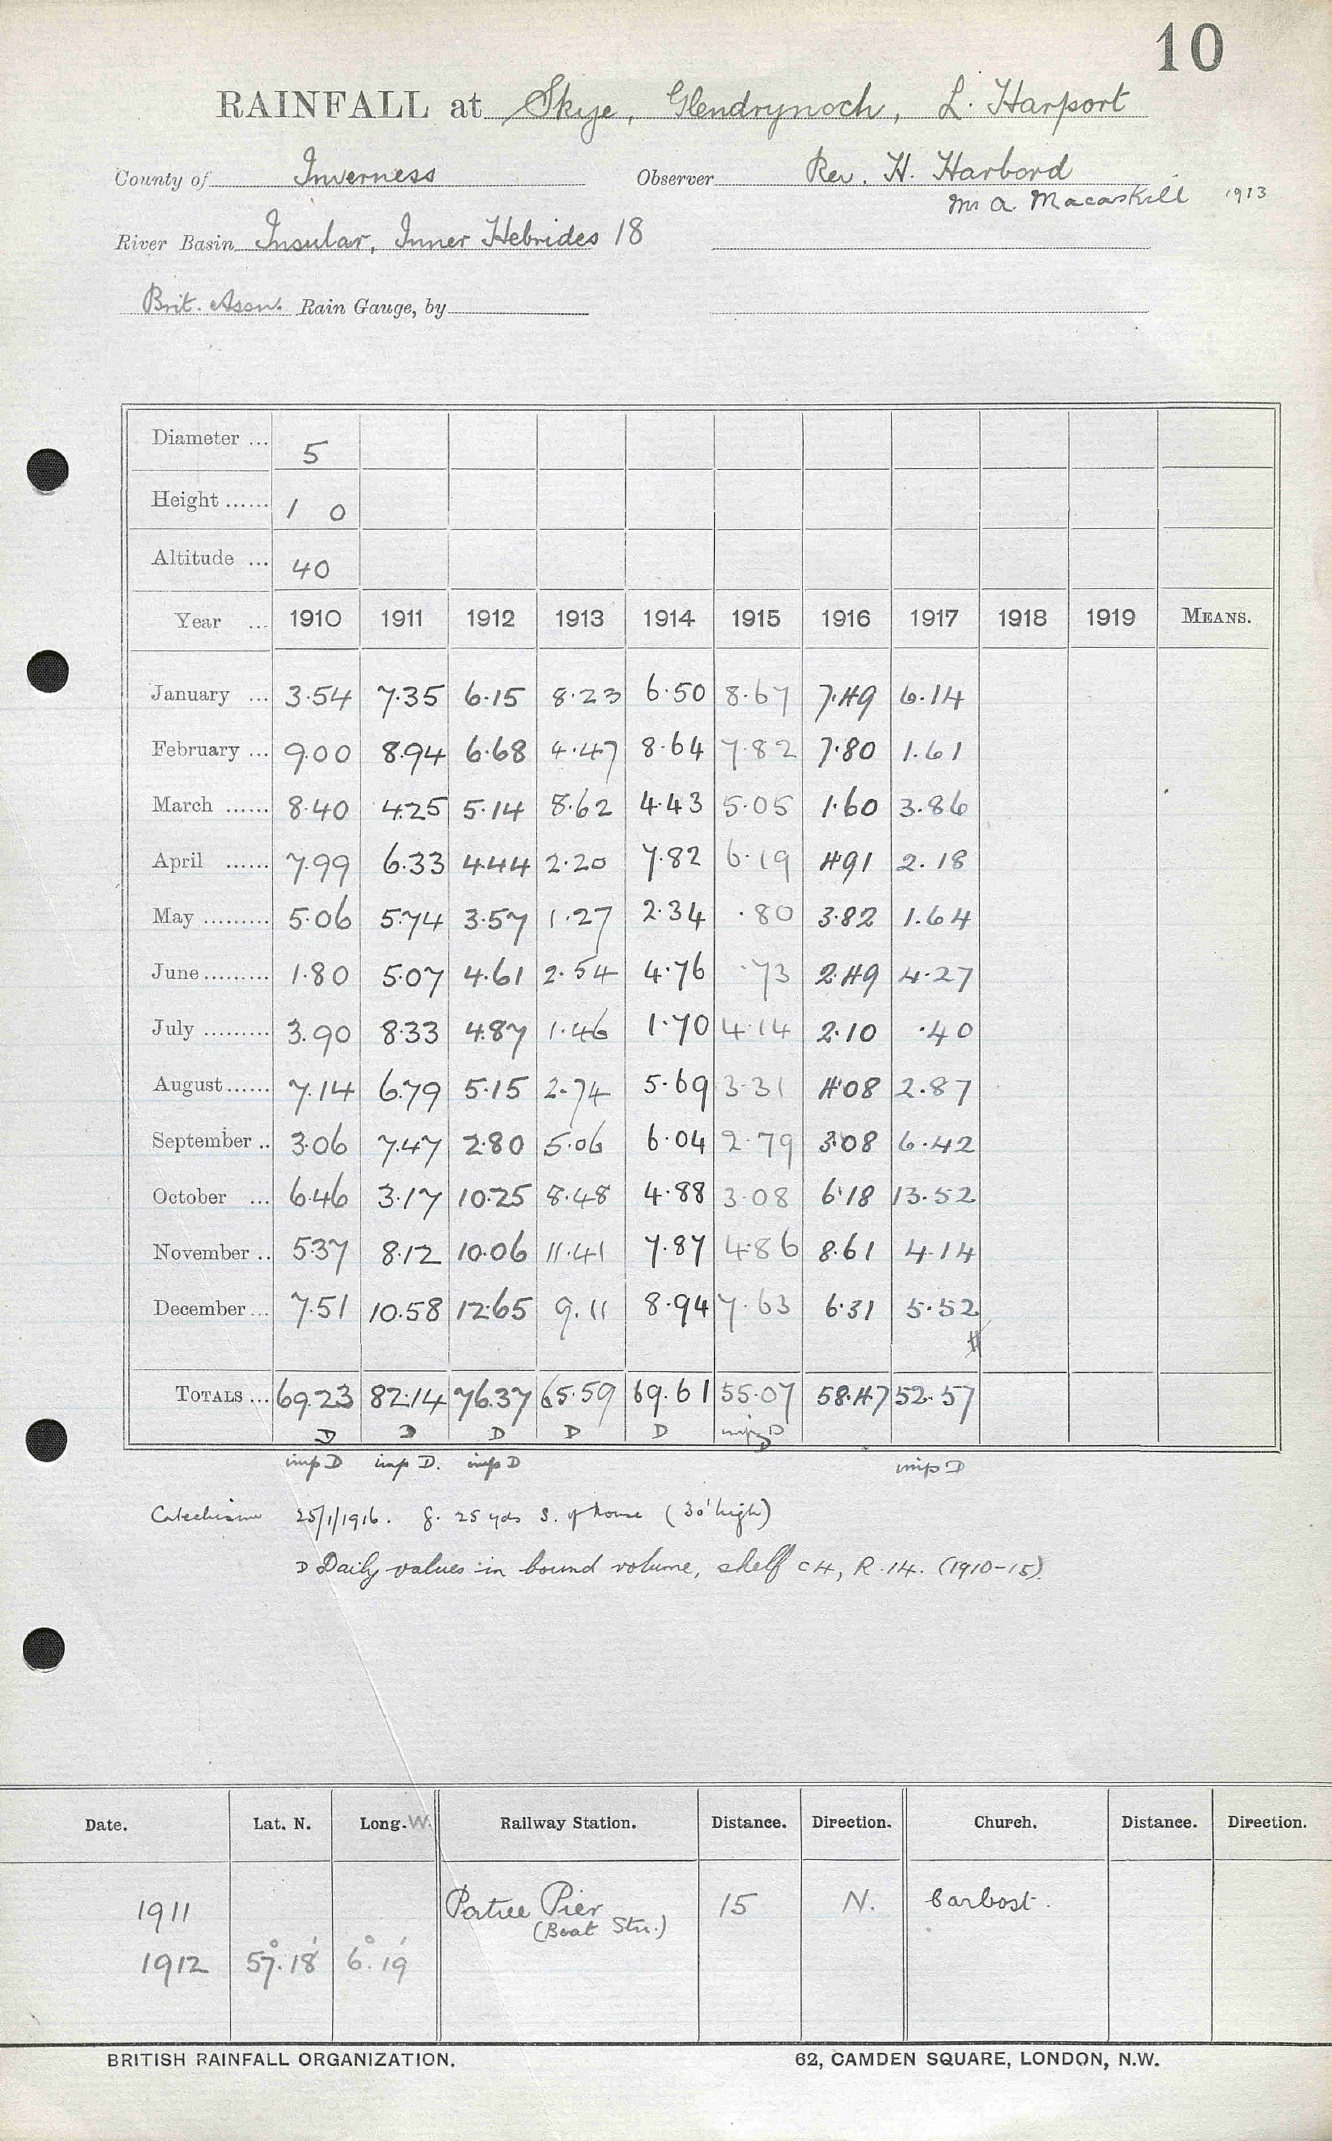 10
RAINFALL at Skye, Glendrynoch, L. Harport
County of Inverness Observer Rev. H. Harbord
Mr A. Macaskill 1913
River Basin Insular, Inner Hebrides 18
Brit. Assn. Rain Gauge, by
Diameter ... 5
Height ...... 1 0
Altitude ... 40
Year ... 1910 1911 1912 1913 1914 1915 1916 1917 1918 1919 MEANS.
January ... 3.54 7.35 6.15 8.23 6.50 8.67 7.49 6.14
February ... 9.00 8.94 6.68 4.47 8.64 7.82 7.80 1.61
March ...... 8.40 4.25 5.14 8.62 4.43 5.05 1.60 3.86
April ...... 7.99 6.33 4.44 2.20 7.82 6.19 4.91 2.18
May ......... 5.06 5.74 3.57 1.27 2.34 .80 3.82 1.64
June ......... 1.80 5.07 4.61 2.54 4.76 .73 2.49 4.27
July ......... 3.90 8.33 4.87 1.46 1.70 4.14 2.10 .40
August ...... 7.14 6.79 5.15 2.74 5.69 3.31 4.08 2.87
September .. 3.06 7.47 2.80 5.06 6.04 2.79 3.08 6.42
October ... 6.46 3.17 10.25 8.48 4.88 3.08 6.18 13.52
November .. 5.37 8.12 10.06 11.41 7.87 4.86 8.61 4.14
December ... 7.51 10.58 12.65 9.11 8.94 7.63 6.31 5.52
TOTALS ... 69.23 82.14 76.37 65.59 69.61 55.07 58.47 52.57
D D D D D imp D
imp D imp D. imp D imp D
Catechism 25/1/1916. g. 25 yds S. of house (30' high)
D Daily values in bound volume, shelf C4, R.14. (1910-15).
Date. Lat. N. Long. W. Railway Station. Distance. Direction. Church. Distance. Direction.
1911 Portree Pier 15 N. Carbost.
(Boat Stn.)
1912 57°.18' 6°.19'
BRITISH RAINFALL ORGANIZATION. 62, CAMDEN SQUARE, LONDON, N.W.